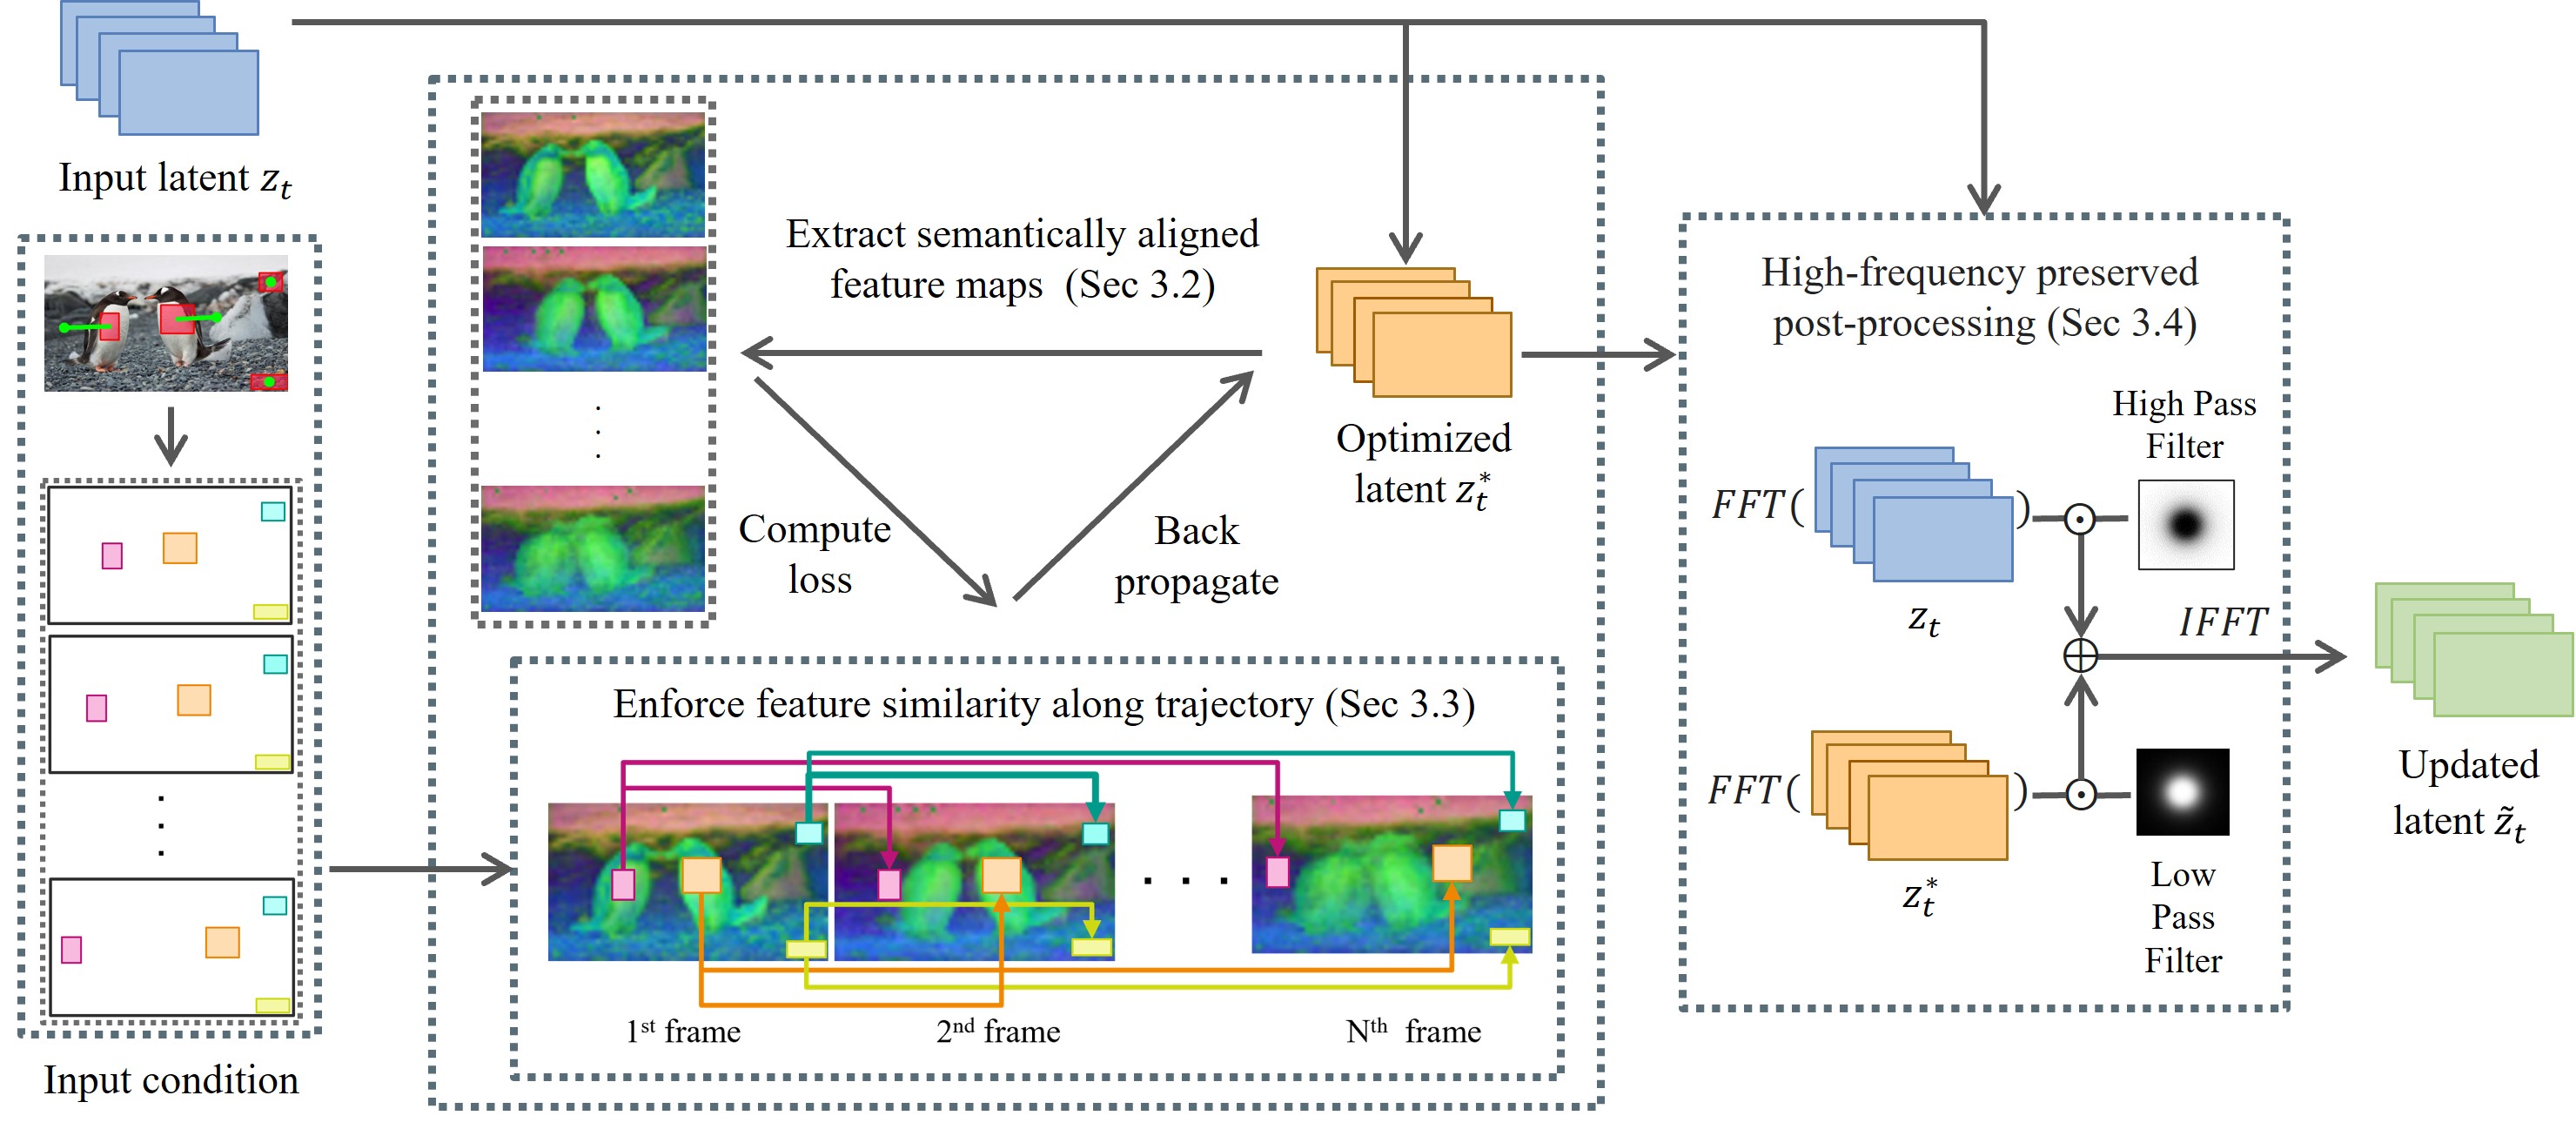 Input latent z_t
Input condition
Extract semantically aligned
feature maps (Sec 3.2)
Compute
loss
Back
propagate
Optimized
latent z_t^*
Enforce feature similarity along trajectory (Sec 3.3)
1st frame
2nd frame
Nth frame
High-frequency preserved
post-processing (Sec 3.4)
High Pass
Filter
FFT( )
z_t
IFFT
FFT( )
z_t^*
Low
Pass
Filter
Updated
latent z̃_t